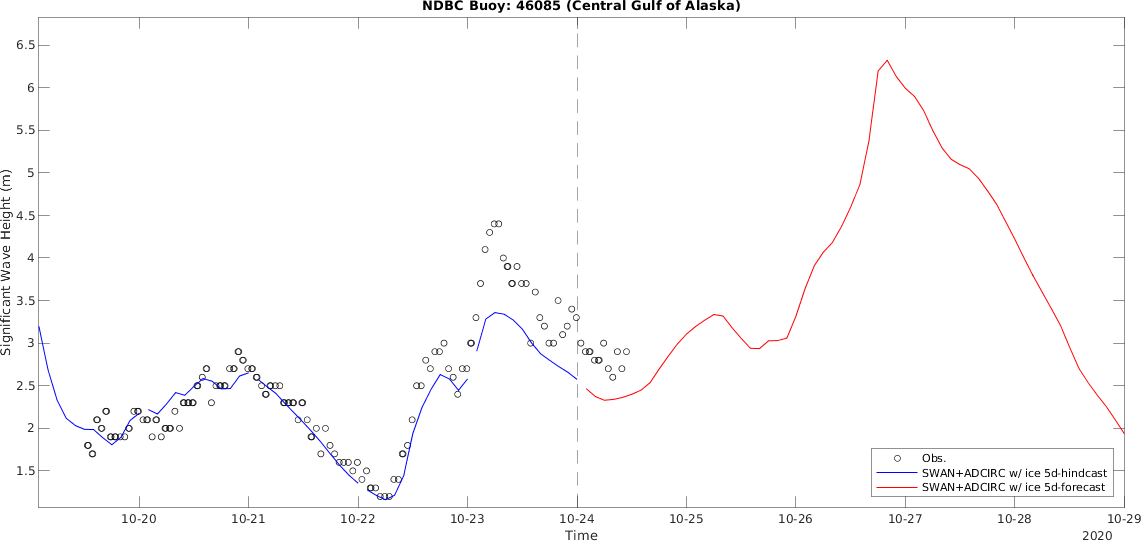 NDBC Buoy: 46085 (Central Gulf of Alaska)
Significant Wave Height (m)
6.5
6
5.5
5
4.5
4
3.5
3
2.5
2
1.5
Obs.
SWAN+ADCIRC w/ ice 5d-hindcast
SWAN+ADCIRC w/ ice 5d-forecast
10-20 10-21 10-22 10-23 10-24 10-25 10-26 10-27 10-28 10-29
Time
2020